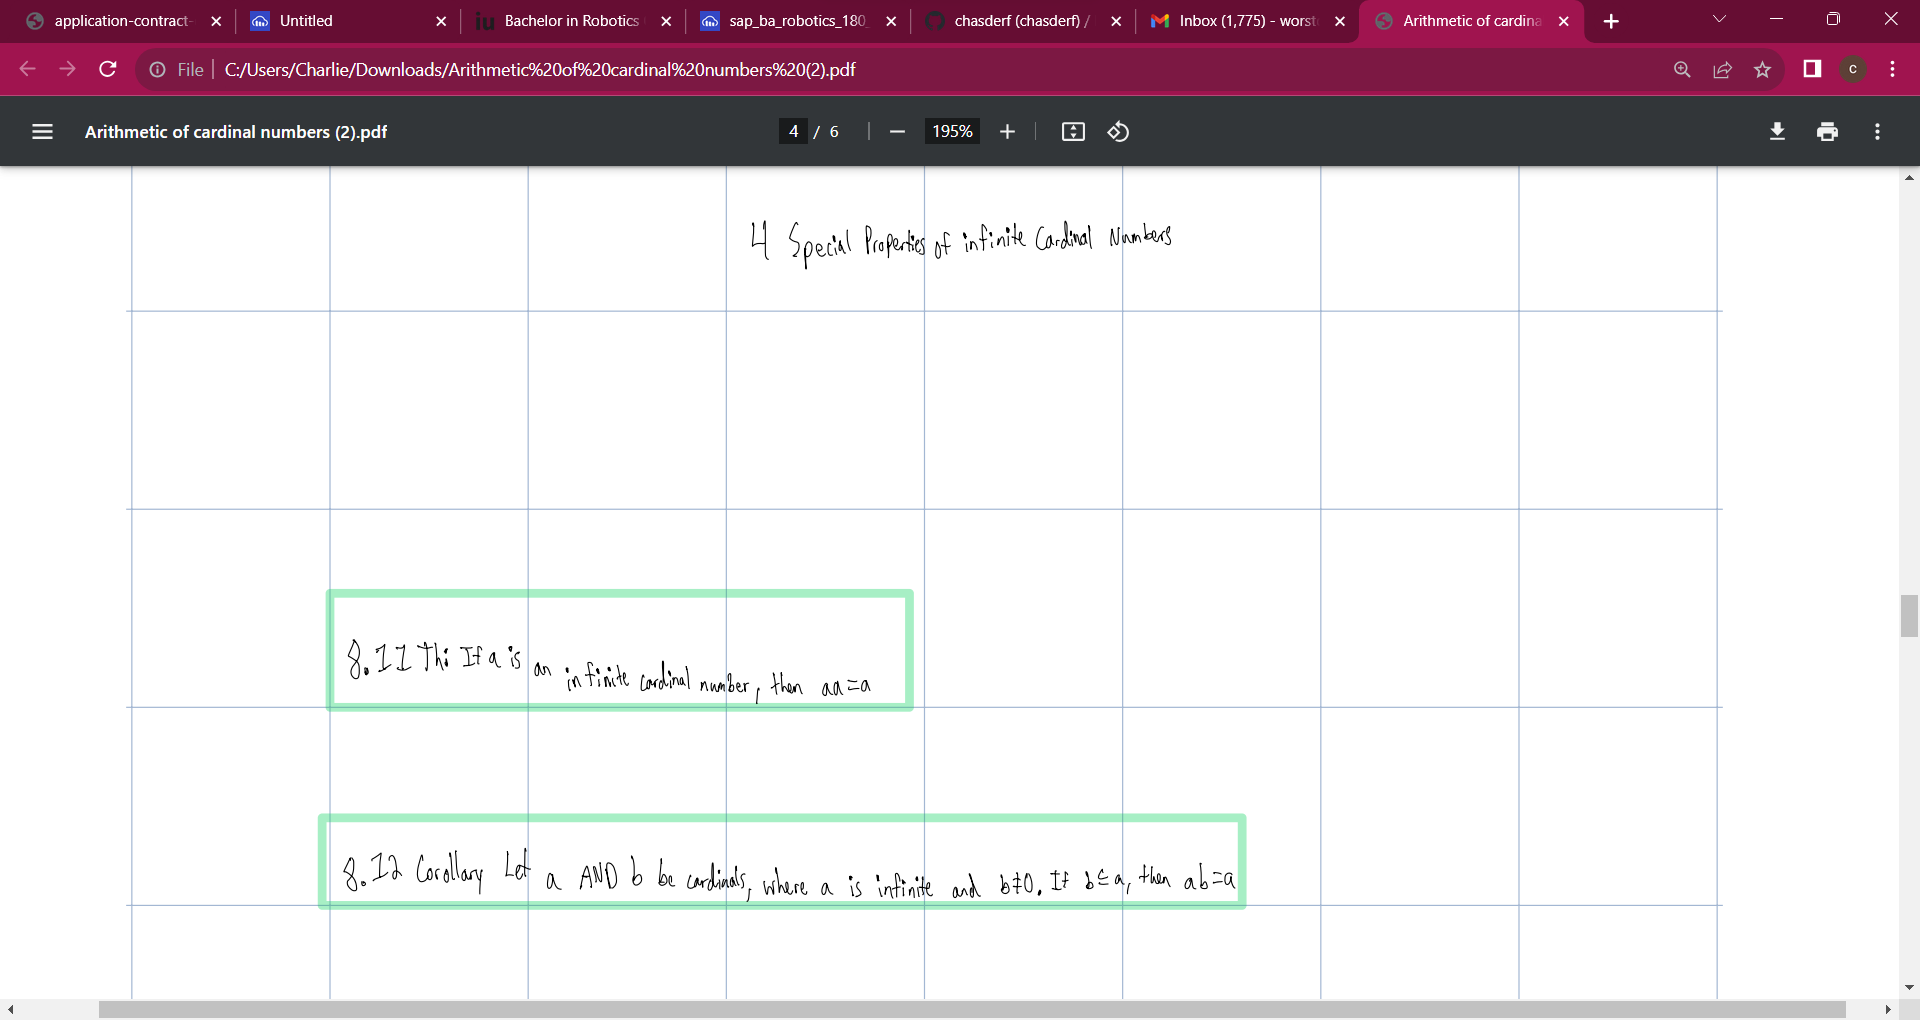 application-contract- Untitled Bachelor in Robotics sap_ba_robotics_180_ chasderf (chasderf) / Inbox (1,775) - worst Arithmetic of cardina
File C:/Users/Charlie/Downloads/Arithmetic%20of%20cardinal%20numbers%20(2).pdf c
Arithmetic of cardinal numbers (2).pdf 4 / 6 195%
4 Special Properties of infinite Cardinal Numbers
8.11 Th: If a is an infinite cardinal number, then aa=a
8.12 Corollary Let a AND b be cardinals, where a is infinite and b≠0. If b≤a, then ab=a